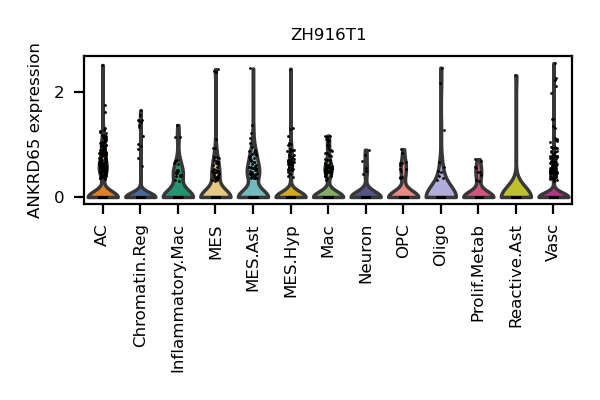 ZH916T1
ANKRD65 expression
2
0
AC
Chromatin.Reg
Inflammatory.Mac
MES
MES.Ast
MES.Hyp
Mac
Neuron
OPC
Oligo
Prolif.Metab
Reactive.Ast
Vasc